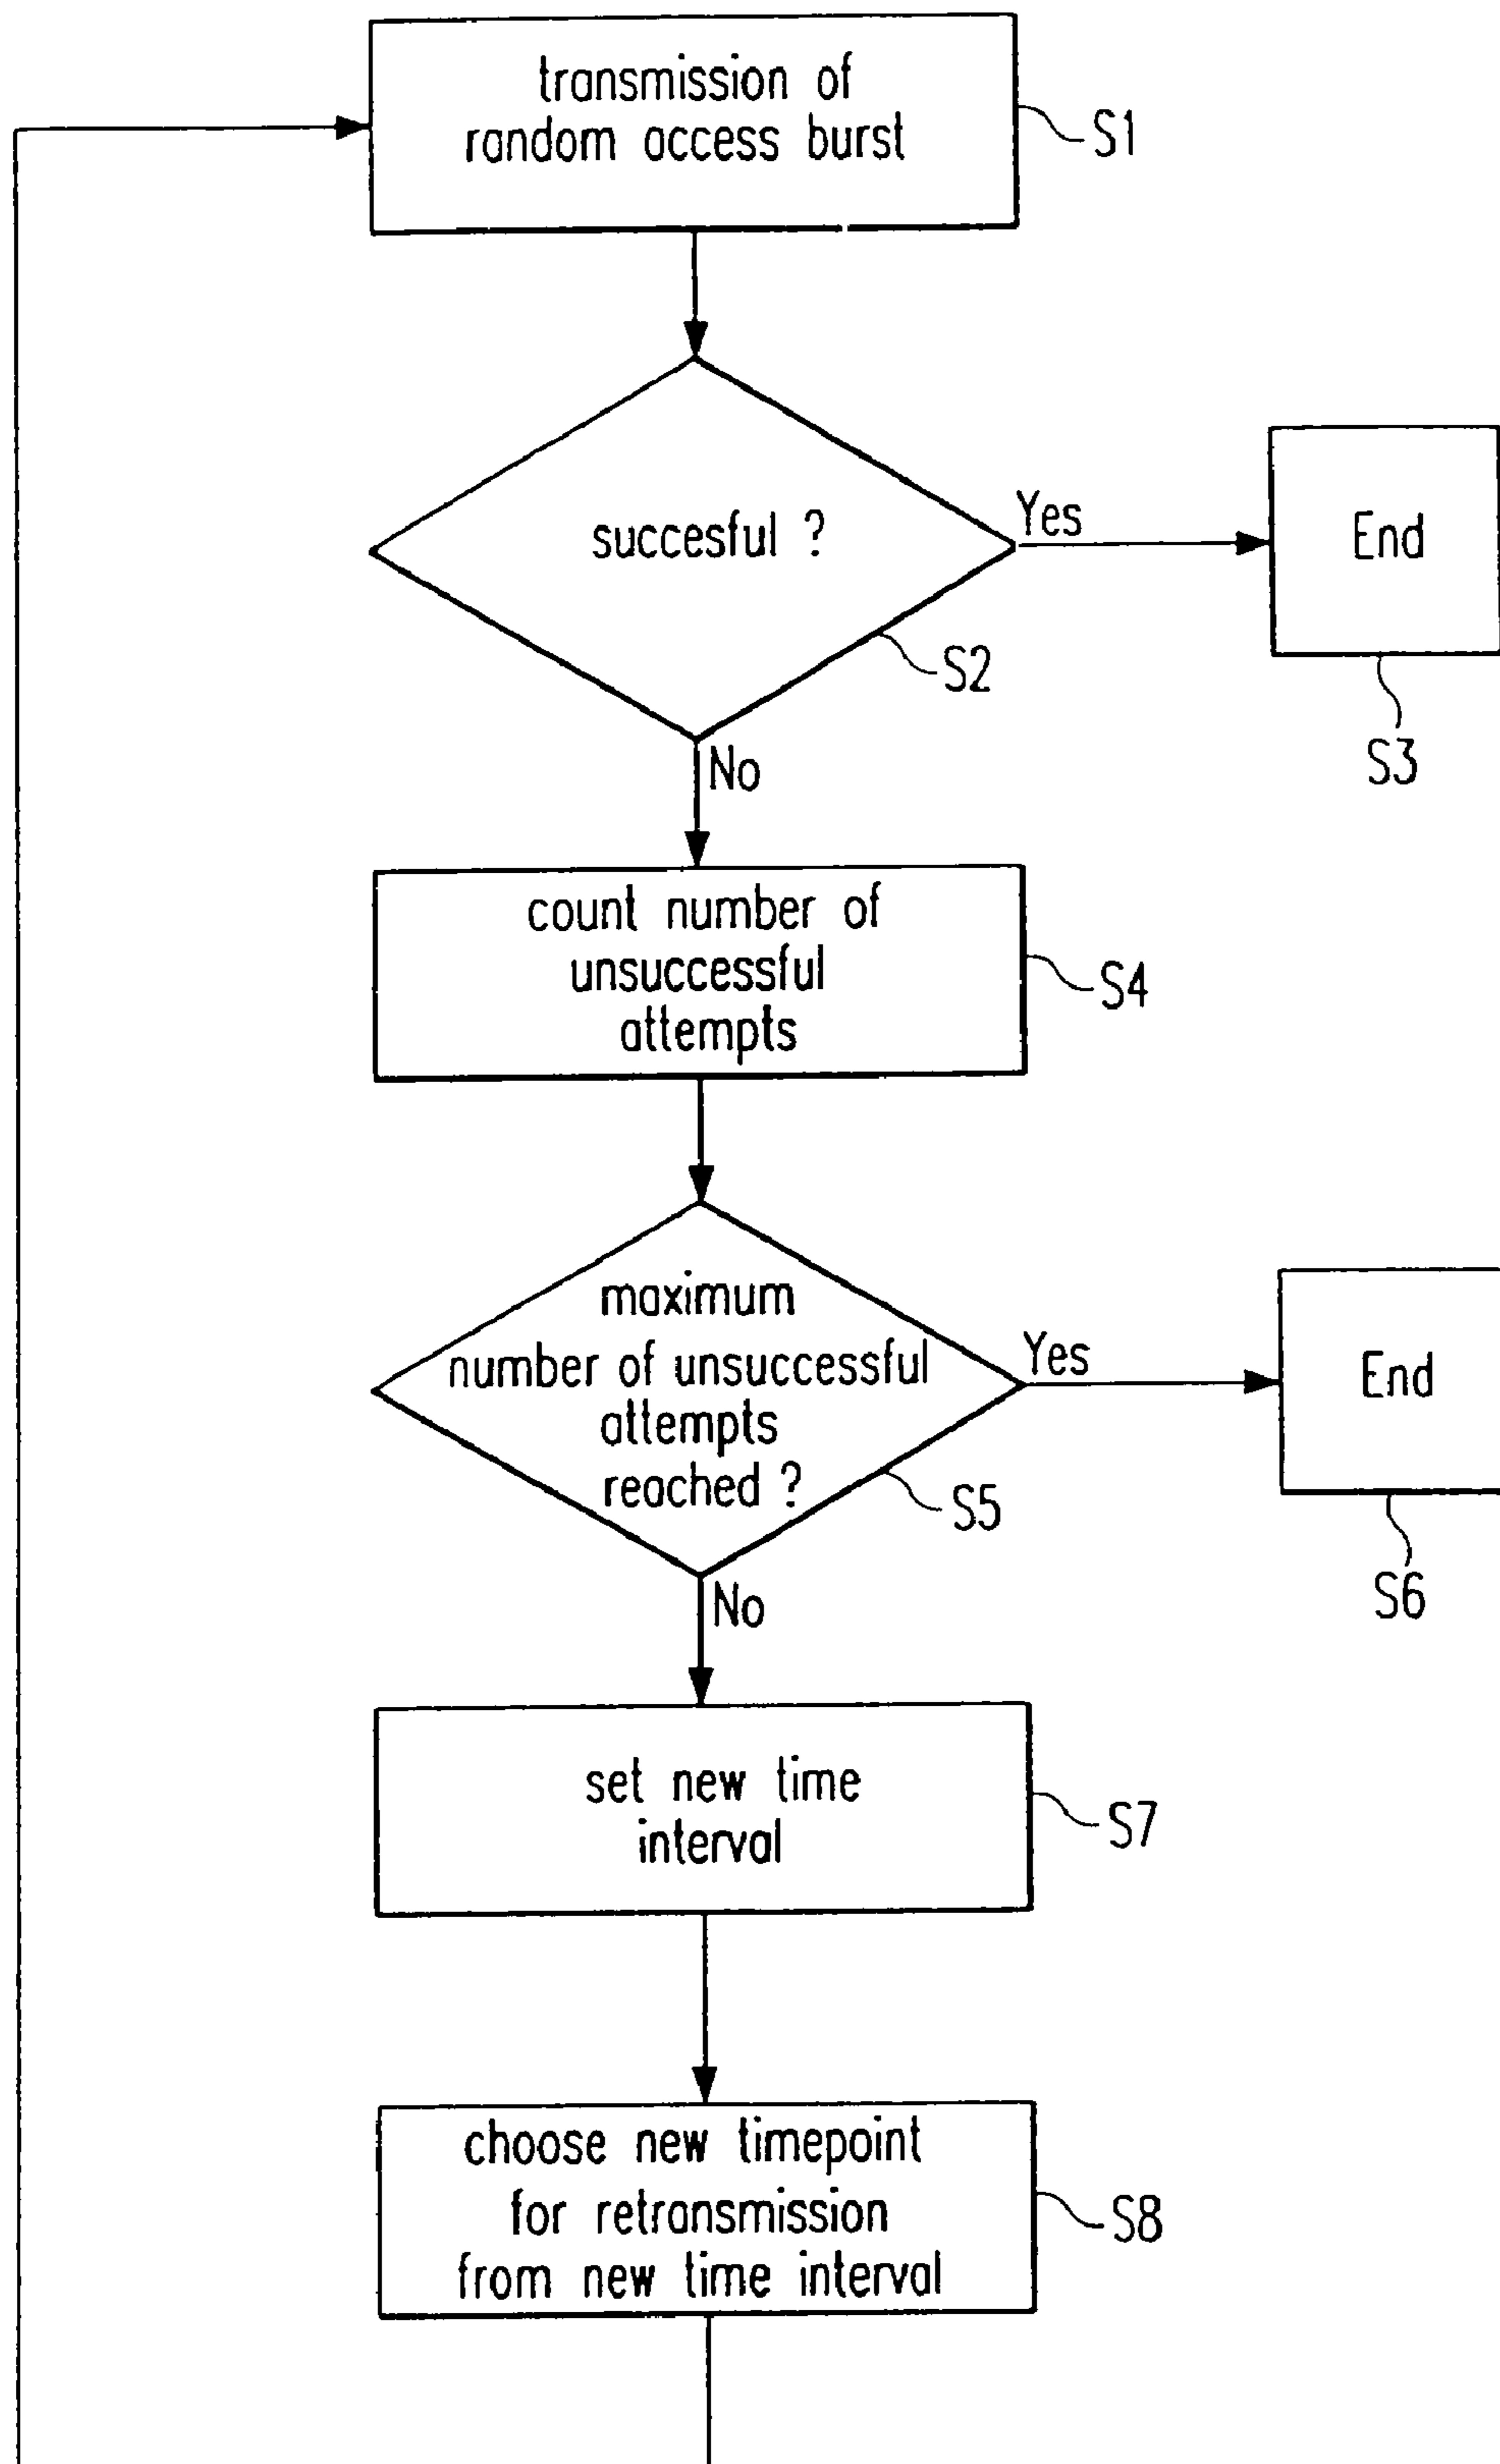 transmission of
random access burst
S1
succesful ?
Yes
End
S2
S3
No
count number of
unsuccessful
attempts
S4
maximum
number of unsuccessful
attempts
reached ?
Yes
End
S5
S6
No
set new time
interval
S7
choose new timepoint
for retransmission
from new time interval
S8